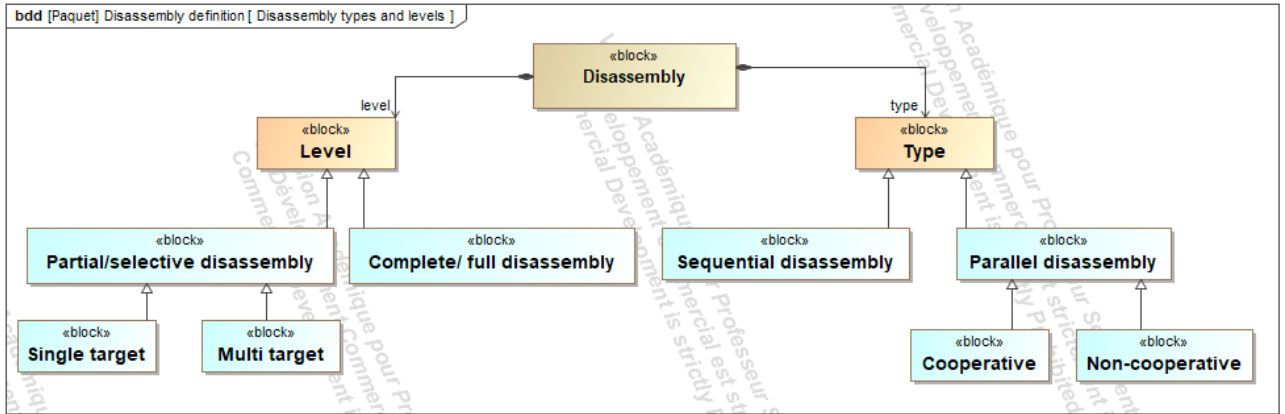 bdd [Paquet] Disassembly definition [ Disassembly types and levels ]
«block»
Disassembly
level
type
«block»
Level
«block»
Type
«block»
Partial/selective disassembly
«block»
Complete/ full disassembly
«block»
Sequential disassembly
«block»
Parallel disassembly
«block»
Single target
«block»
Multi target
«block»
Cooperative
«block»
Non-cooperative